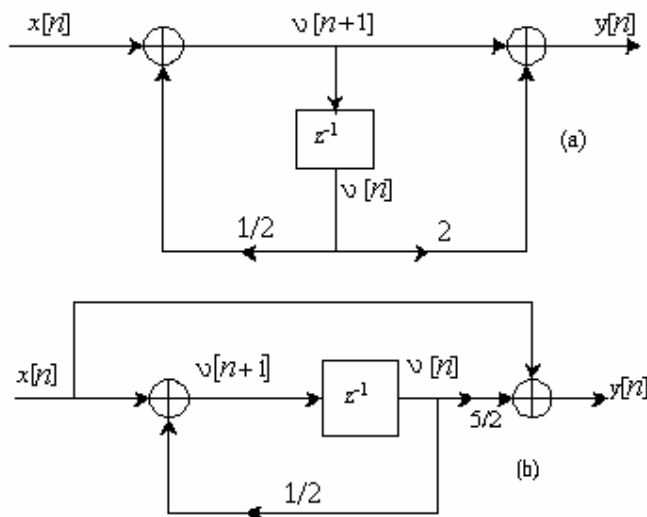 x[n] υ[n+1] y[n]
z⁻¹
(a)
υ[n]
1/2 2
x[n] υ[n+1] υ[n] y[n]
z⁻¹
5/2
(b)
1/2